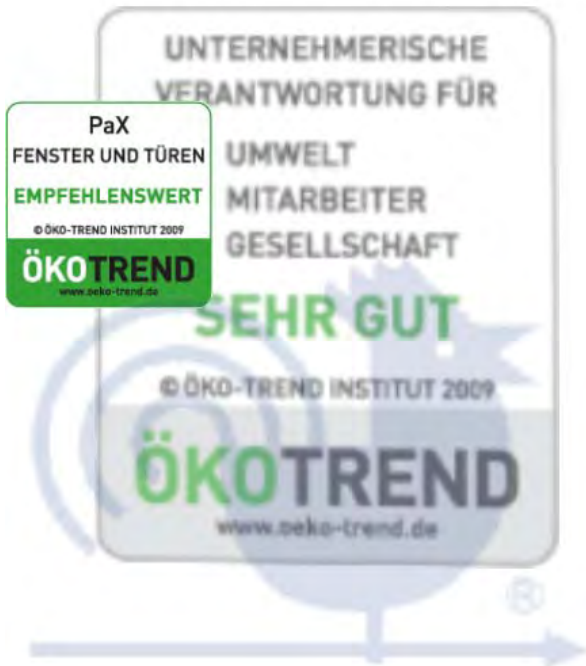 UNTERNEHMERISCHE
VERANTWORTUNG FÜR
UMWELT
MITARBEITER
GESELLSCHAFT
SEHR GUT
© ÖKO-TREND INSTITUT 2009
ÖKOTREND
www.oeko-trend.de
PaX
FENSTER UND TÜREN
EMPFEHLENSWERT
© ÖKO-TREND INSTITUT 2009
ÖKOTREND
www.oeko-trend.de
®